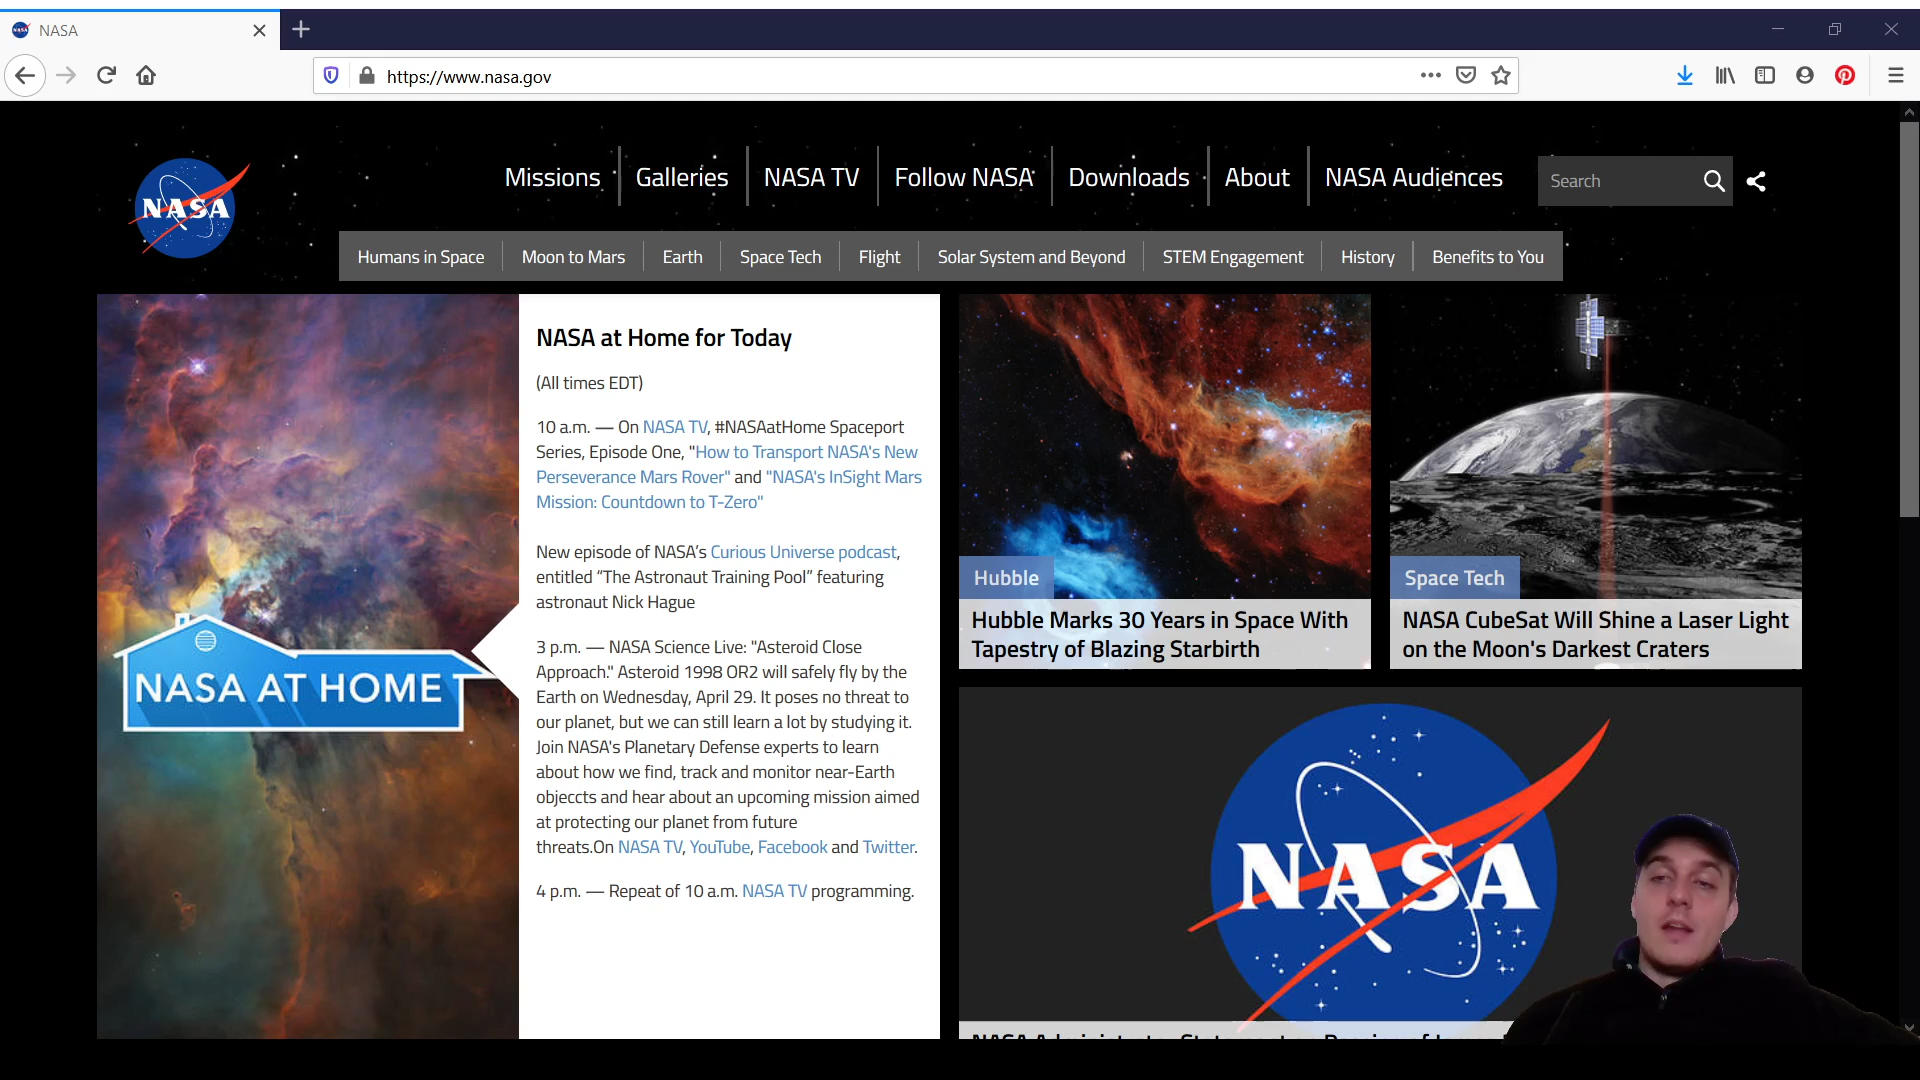 NASA
https://www.nasa.gov
NASA
Missions
Galleries
NASA TV
Follow NASA
Downloads
About
NASA Audiences
Search
Humans in Space
Moon to Mars
Earth
Space Tech
Flight
Solar System and Beyond
STEM Engagement
History
Benefits to You
NASA AT HOME
NASA at Home for Today
(All times EDT)
10 a.m. — On NASA TV, #NASAatHome Spaceport
Series, Episode One, "How to Transport NASA's New
Perseverance Mars Rover" and "NASA's InSight Mars
Mission: Countdown to T-Zero"
New episode of NASA’s Curious Universe podcast,
entitled “The Astronaut Training Pool” featuring
astronaut Nick Hague
3 p.m. — NASA Science Live: "Asteroid Close
Approach." Asteroid 1998 OR2 will safely fly by the
Earth on Wednesday, April 29. It poses no threat to
our planet, but we can still learn a lot by studying it.
Join NASA's Planetary Defense experts to learn
about how we find, track and monitor near-Earth
objeccts and hear about an upcoming mission aimed
at protecting our planet from future
threats.On NASA TV, YouTube, Facebook and Twitter.
4 p.m. — Repeat of 10 a.m. NASA TV programming.
Hubble
Hubble Marks 30 Years in Space With
Tapestry of Blazing Starbirth
Space Tech
NASA CubeSat Will Shine a Laser Light
on the Moon's Darkest Craters
NASA